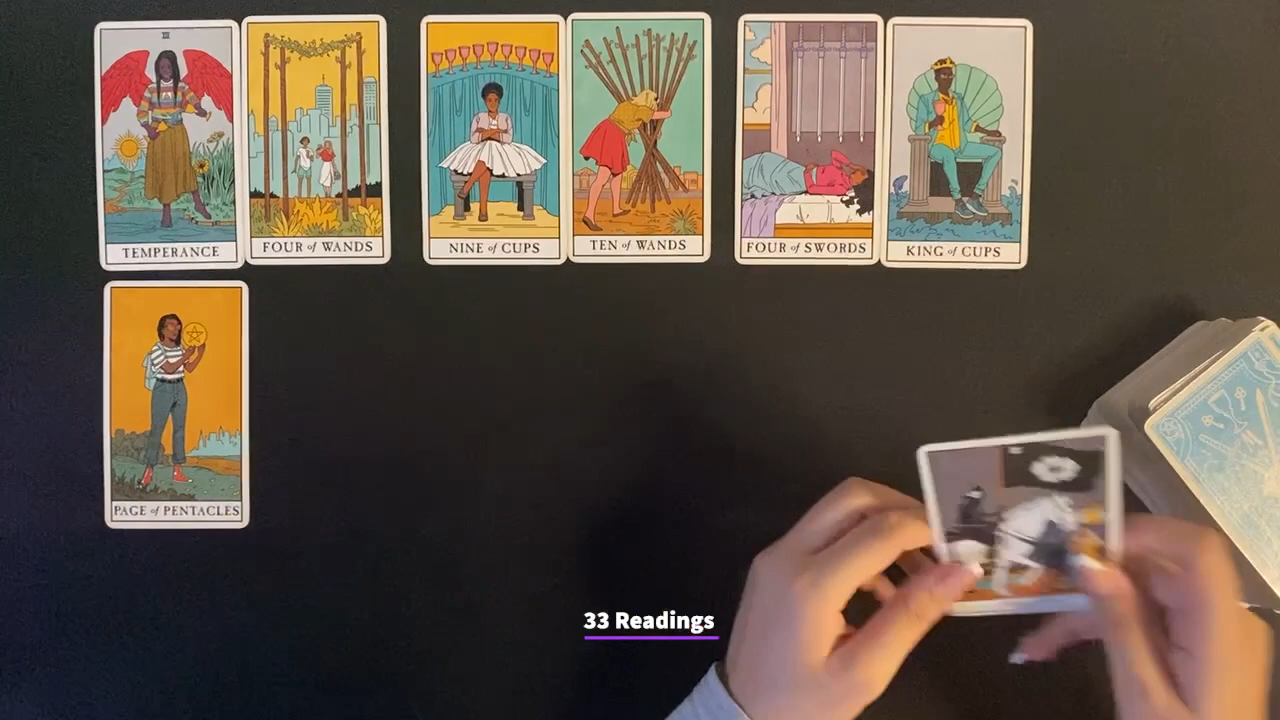 III
TEMPERANCE
FOUR of WANDS
NINE of CUPS
TEN of WANDS
FOUR of SWORDS
KING of CUPS
PAGE of PENTACLES
33 Readings